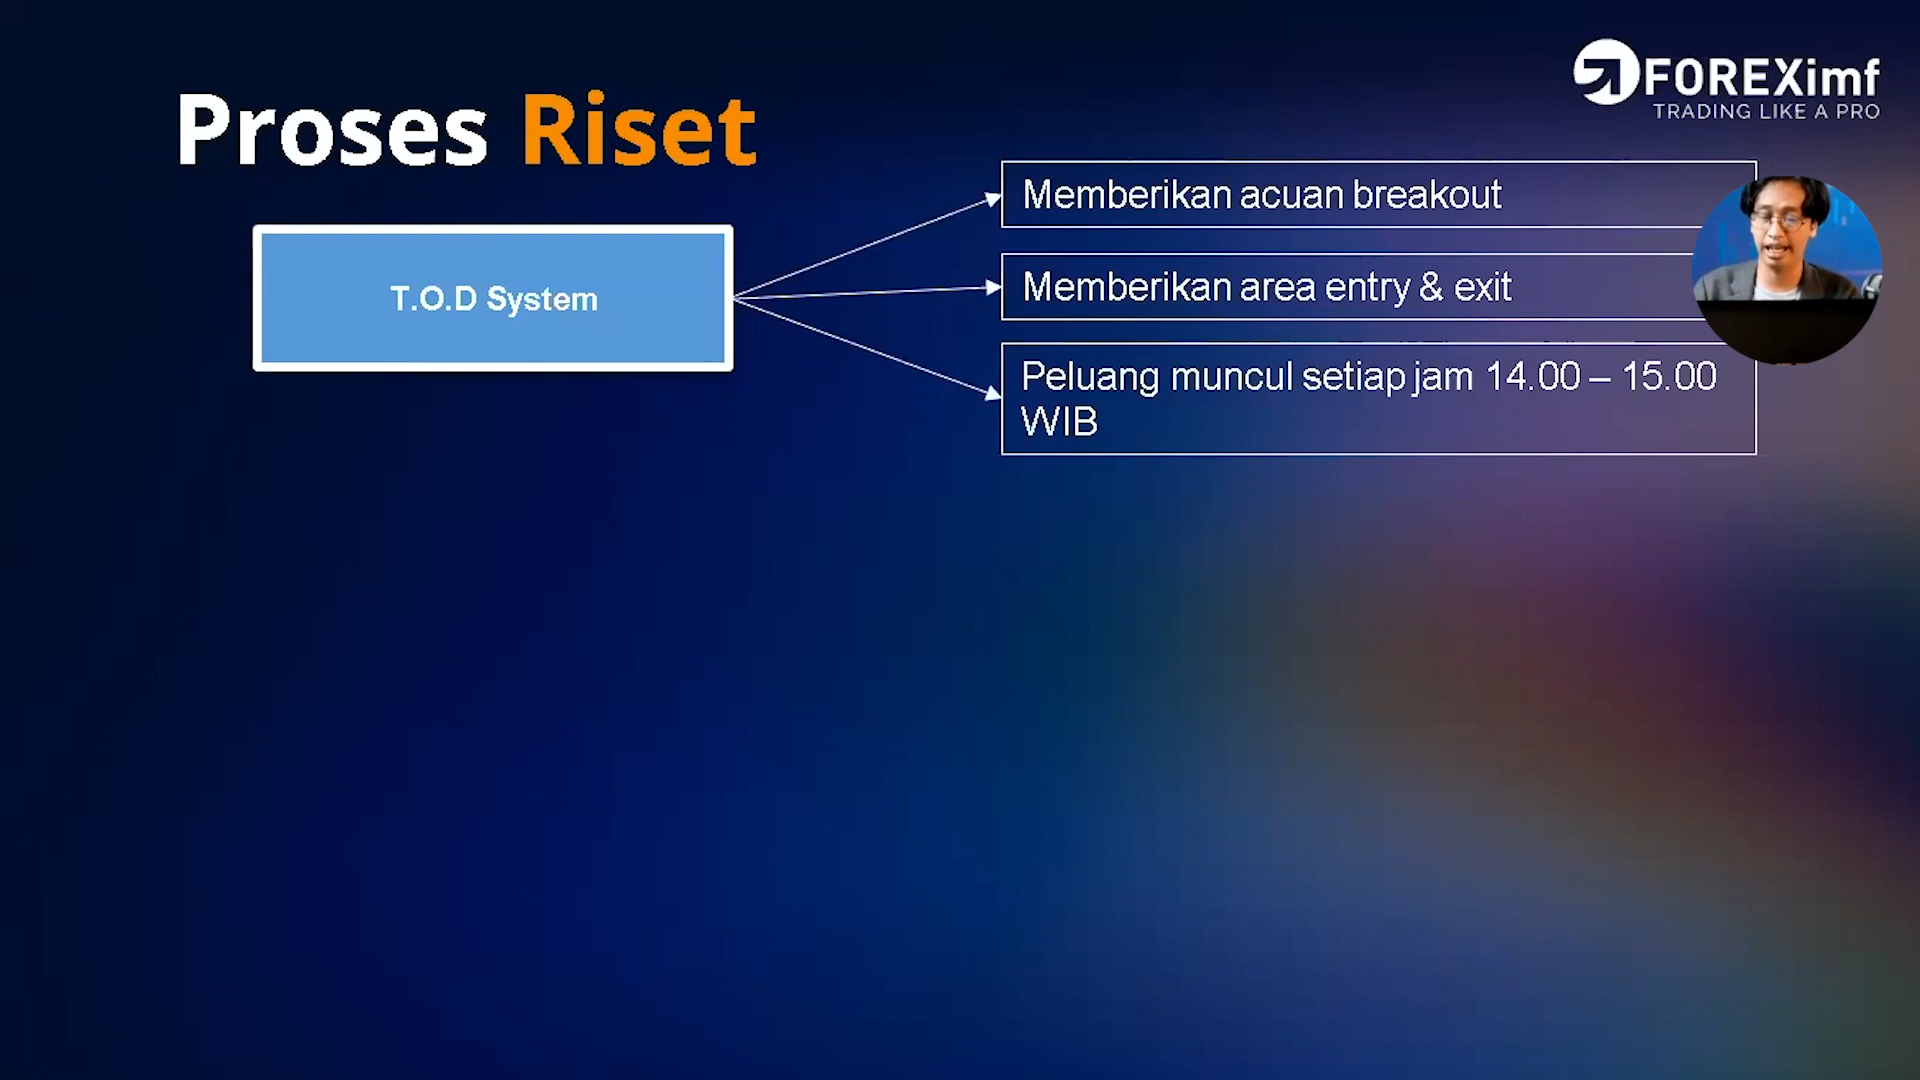 FOREXimf
TRADING LIKE A PRO
Proses Riset
T.O.D System
Memberikan acuan breakout
Memberikan area entry & exit
Peluang muncul setiap jam 14.00 – 15.00
WIB